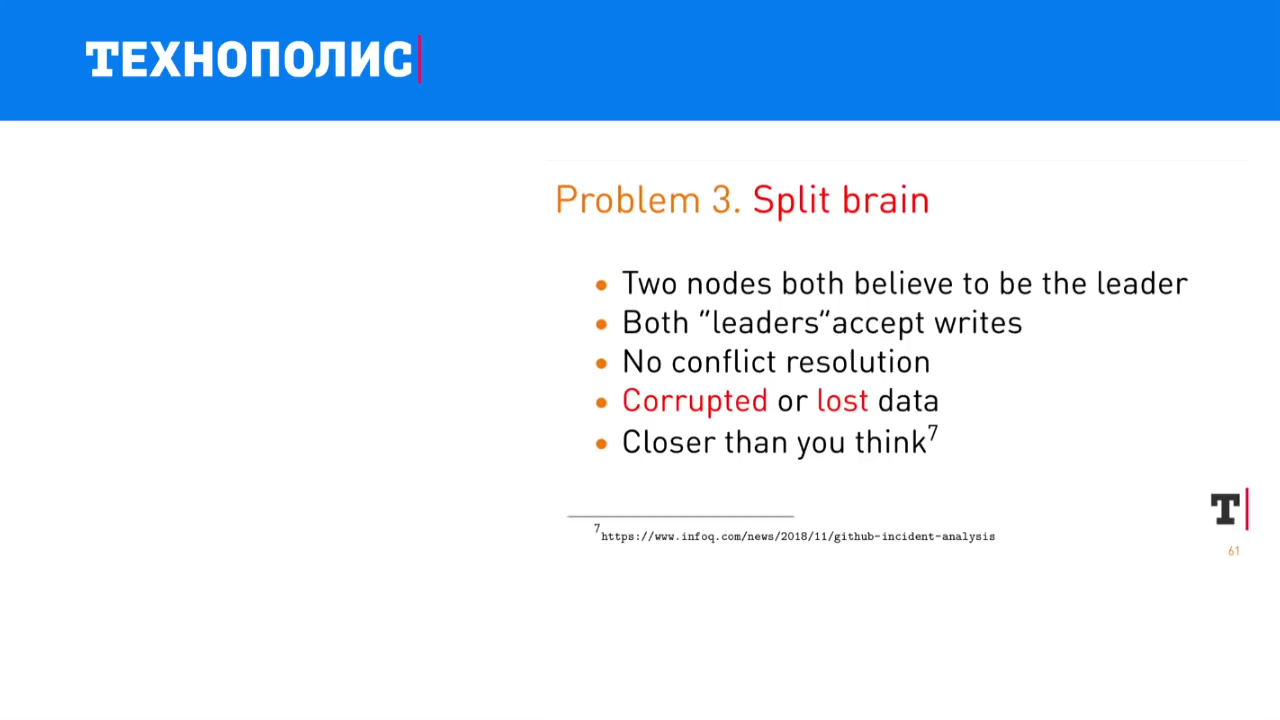 ТЕХНОПОЛИС
Problem 3. Split brain
• Two nodes both believe to be the leader
• Both ”leaders“accept writes
• No conflict resolution
• Corrupted or lost data
• Closer than you think⁷
T
⁷https://www.infoq.com/news/2018/11/github-incident-analysis
61